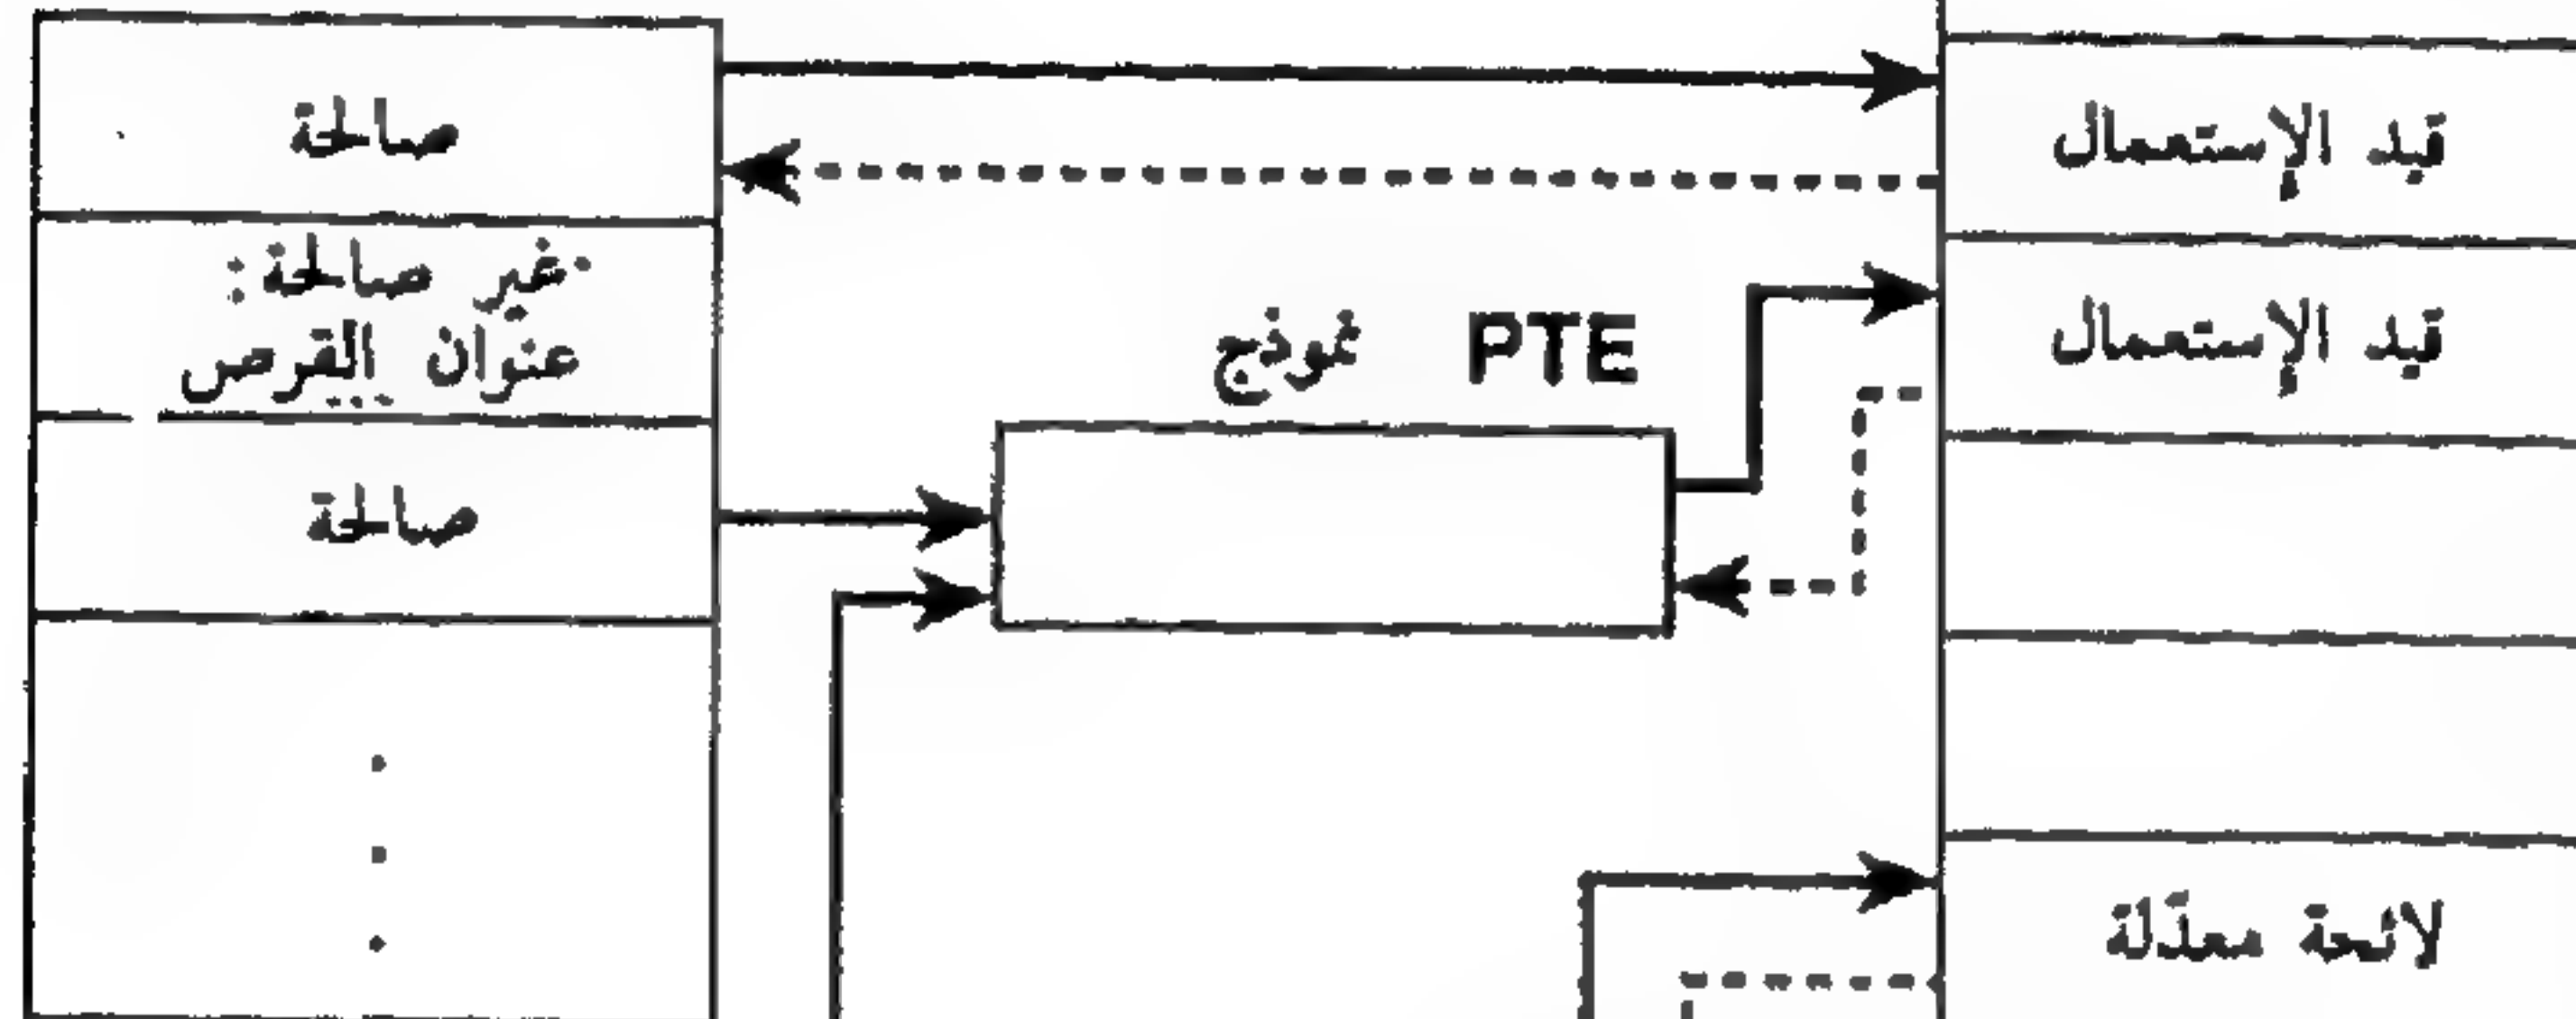 صالحة
غير صالحة:
عنوان القرص
صالحة
نموذج PTE
قيد الإستعمال
قيد الإستعمال
لائحة معدّلة